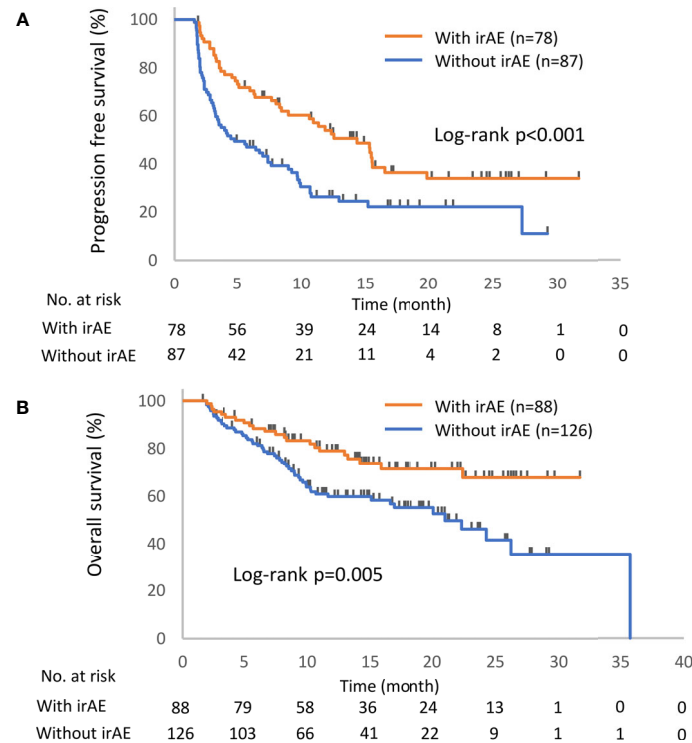 A
Progression free survival (%)
100
80
60
40
20
0
With irAE (n=78)
Without irAE (n=87)
Log-rank p<0.001
0 5 10 15 20 25 30 35
Time (month)
No. at risk
With irAE 78 56 39 24 14 8 1 0
Without irAE 87 42 21 11 4 2 0 0
B
Overall survival (%)
100
80
60
40
20
0
With irAE (n=88)
Without irAE (n=126)
Log-rank p=0.005
0 5 10 15 20 25 30 35 40
Time (month)
No. at risk
With irAE 88 79 58 36 24 13 1 0 0
Without irAE 126 103 66 41 22 9 1 1 0